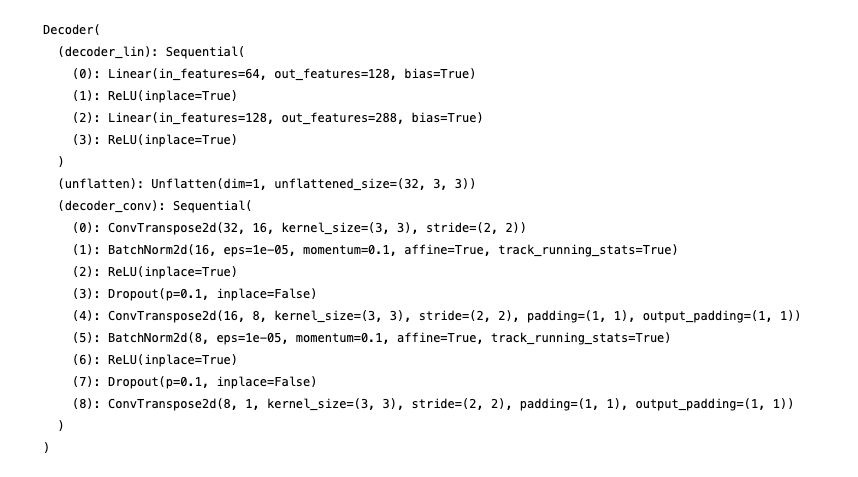 Decoder(
  (decoder_lin): Sequential(
    (0): Linear(in_features=64, out_features=128, bias=True)
    (1): ReLU(inplace=True)
    (2): Linear(in_features=128, out_features=288, bias=True)
    (3): ReLU(inplace=True)
  )
  (unflatten): Unflatten(dim=1, unflattened_size=(32, 3, 3))
  (decoder_conv): Sequential(
    (0): ConvTranspose2d(32, 16, kernel_size=(3, 3), stride=(2, 2))
    (1): BatchNorm2d(16, eps=1e-05, momentum=0.1, affine=True, track_running_stats=True)
    (2): ReLU(inplace=True)
    (3): Dropout(p=0.1, inplace=False)
    (4): ConvTranspose2d(16, 8, kernel_size=(3, 3), stride=(2, 2), padding=(1, 1), output_padding=(1, 1))
    (5): BatchNorm2d(8, eps=1e-05, momentum=0.1, affine=True, track_running_stats=True)
    (6): ReLU(inplace=True)
    (7): Dropout(p=0.1, inplace=False)
    (8): ConvTranspose2d(8, 1, kernel_size=(3, 3), stride=(2, 2), padding=(1, 1), output_padding=(1, 1))
  )
)